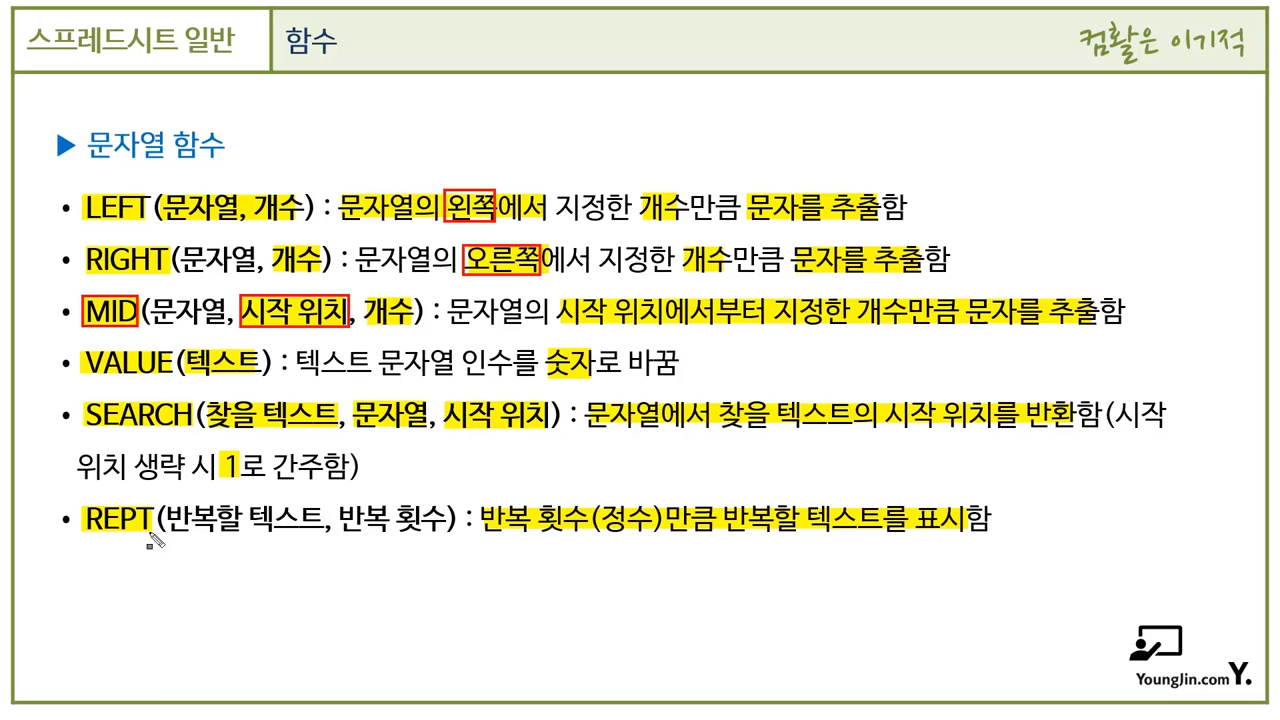 스프레드시트 일반
함수
컴활은 이기적
▶ 문자열 함수
• LEFT(문자열, 개수) : 문자열의 왼쪽에서 지정한 개수만큼 문자를 추출함
• RIGHT(문자열, 개수) : 문자열의 오른쪽에서 지정한 개수만큼 문자를 추출함
• MID(문자열, 시작 위치, 개수) : 문자열의 시작 위치에서부터 지정한 개수만큼 문자를 추출함
• VALUE(텍스트) : 텍스트 문자열 인수를 숫자로 바꿈
• SEARCH(찾을 텍스트, 문자열, 시작 위치) : 문자열에서 찾을 텍스트의 시작 위치를 반환함(시작
위치 생략 시 1로 간주함)
• REPT(반복할 텍스트, 반복 횟수) : 반복 횟수(정수)만큼 반복할 텍스트를 표시함
YoungJin.com Y.